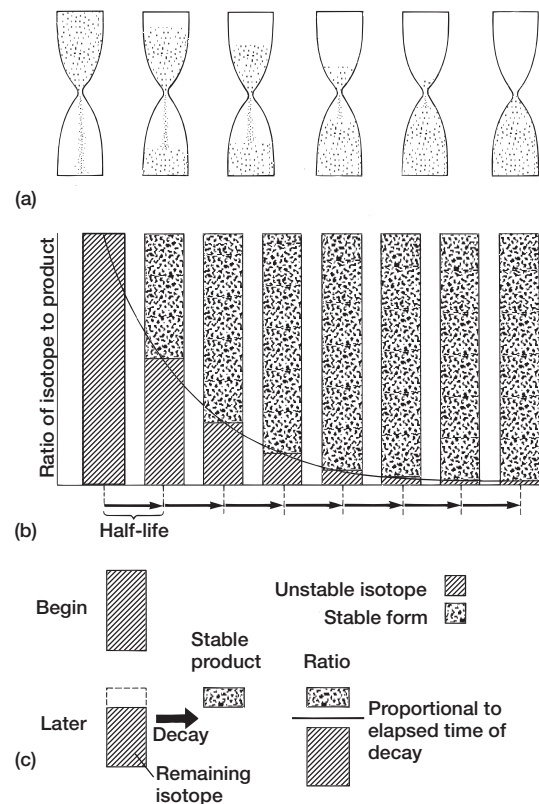 (a)
Ratio of isotope to product
(b)
Half-life
Begin
Unstable isotope
Stable form
Stable
product
Ratio
Later
Decay
Proportional to
elapsed time of
decay
(c)
Remaining
isotope